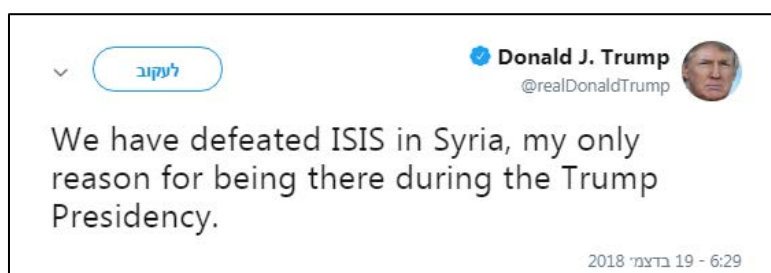 לעקוב
Donald J. Trump
@realDonaldTrump
We have defeated ISIS in Syria, my only
reason for being there during the Trump
Presidency.
6:29 - 19 בדצמ׳ 2018